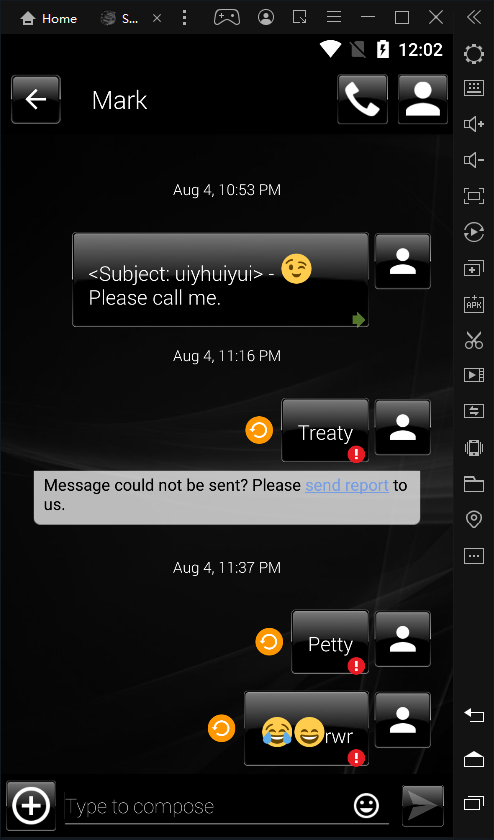 Home S...
12:02
Mark
Aug 4, 10:53 PM
<Subject: uiyhuiyui> - 😉
Please call me.
Aug 4, 11:16 PM
Treaty
Message could not be sent? Please send report to
us.
Aug 4, 11:37 PM
Petty
😂😄rwr
Type to compose
APK